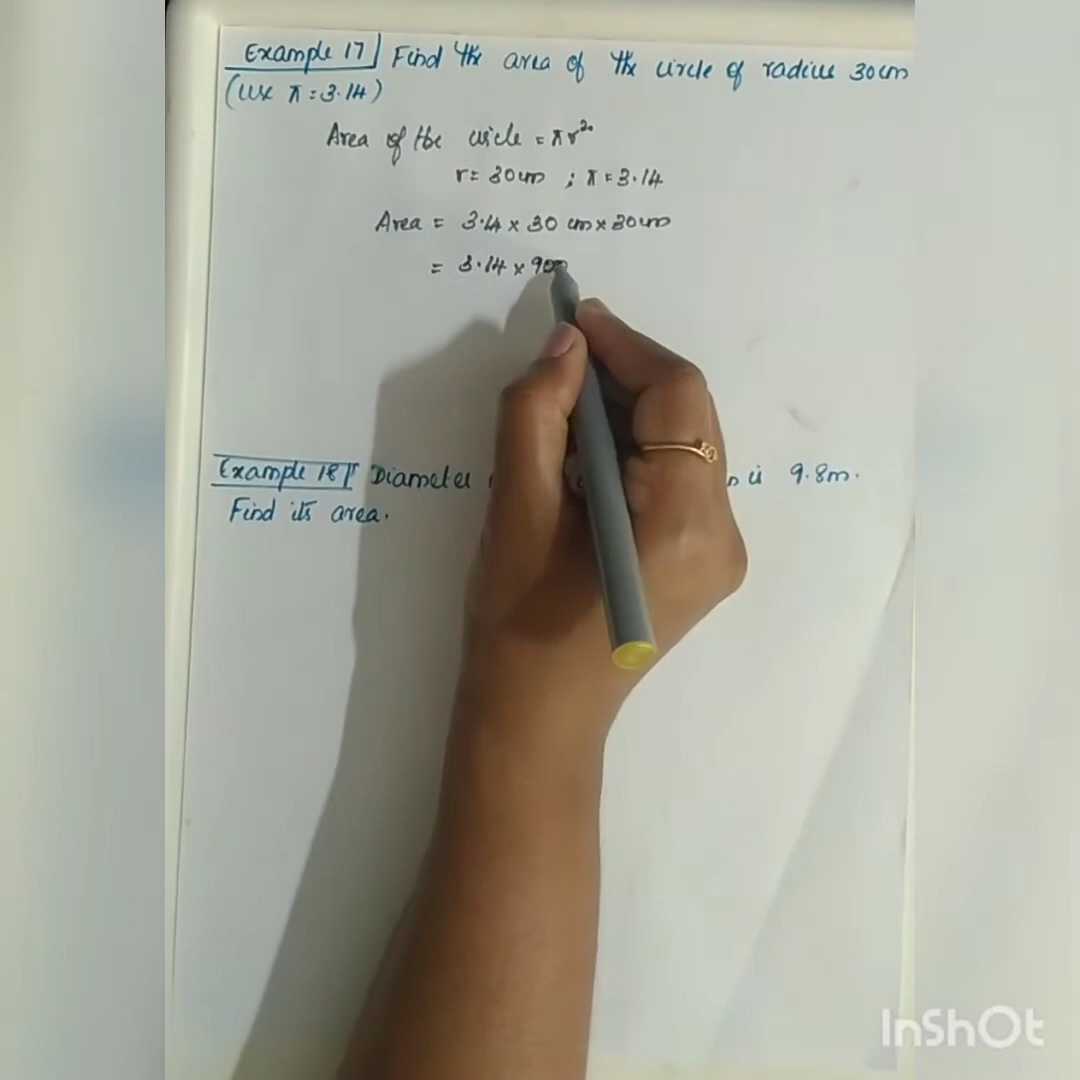 Example 17 Find the area of the circle of radius 30cm
(use π = 3.14)
Area of the circle = πr²
r = 30cm ; π = 3.14
Area = 3.14 × 30 cm × 30cm
= 3.14 × 900
Example 18 Diameter is 9.8m.
Find its area.
InShOt